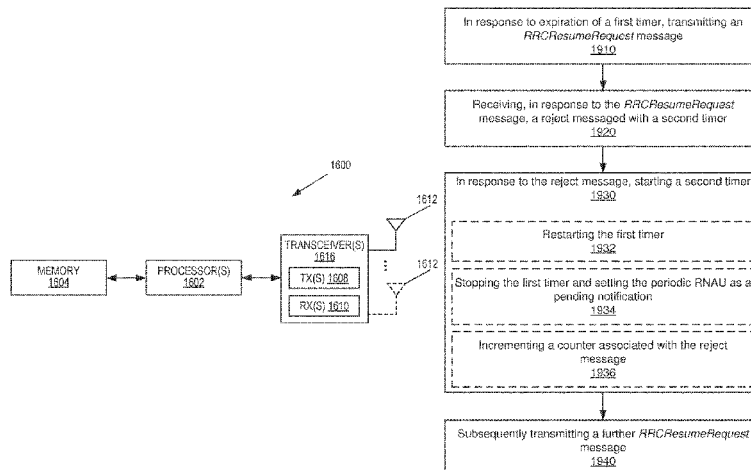 In response to expiration of a first timer, transmitting an
RRCResumeRequest message
1910
Receiving, in response to the RRCResumeRequest
message, a reject messaged with a second timer
1920
In response to the reject message, starting a second timer
1930
Restarting the first timer
1932
Stopping the first timer and setting the periodic RNAU as a
pending notification
1934
Incrementing a counter associated with the reject
message
1936
Subsequently transmitting a further RRCResumeRequest
message
1940
1600
1612
1612
MEMORY
1604
PROCESSOR(S)
1602
TRANSCEIVER(S)
1616
TX(S) 1608
RX(S) 1610